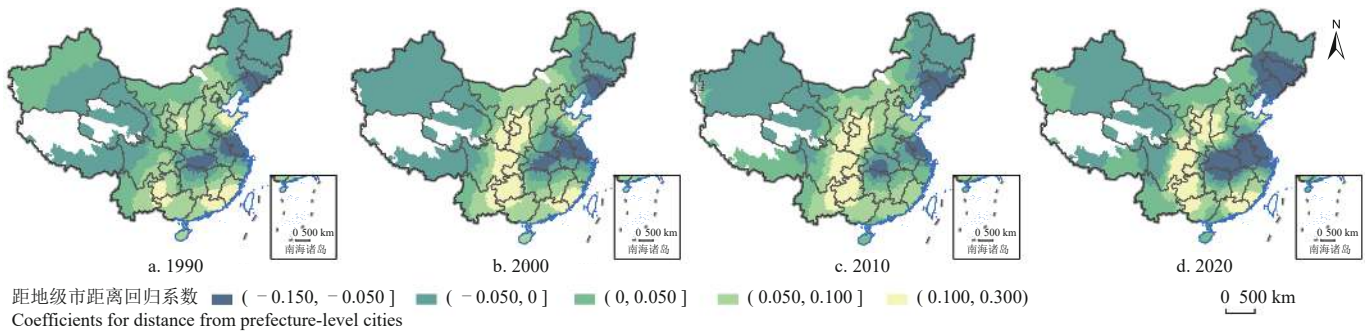 N
0 500 km
南海诸岛
0 500 km
南海诸岛
0 500 km
南海诸岛
0 500 km
南海诸岛
a. 1990
b. 2000
c. 2010
d. 2020
距地级市距离回归系数 (－0.150, －0.050] (－0.050, 0] (0, 0.050] (0.050, 0.100] (0.100, 0.300)
0 500 km
Coefficients for distance from prefecture-level cities